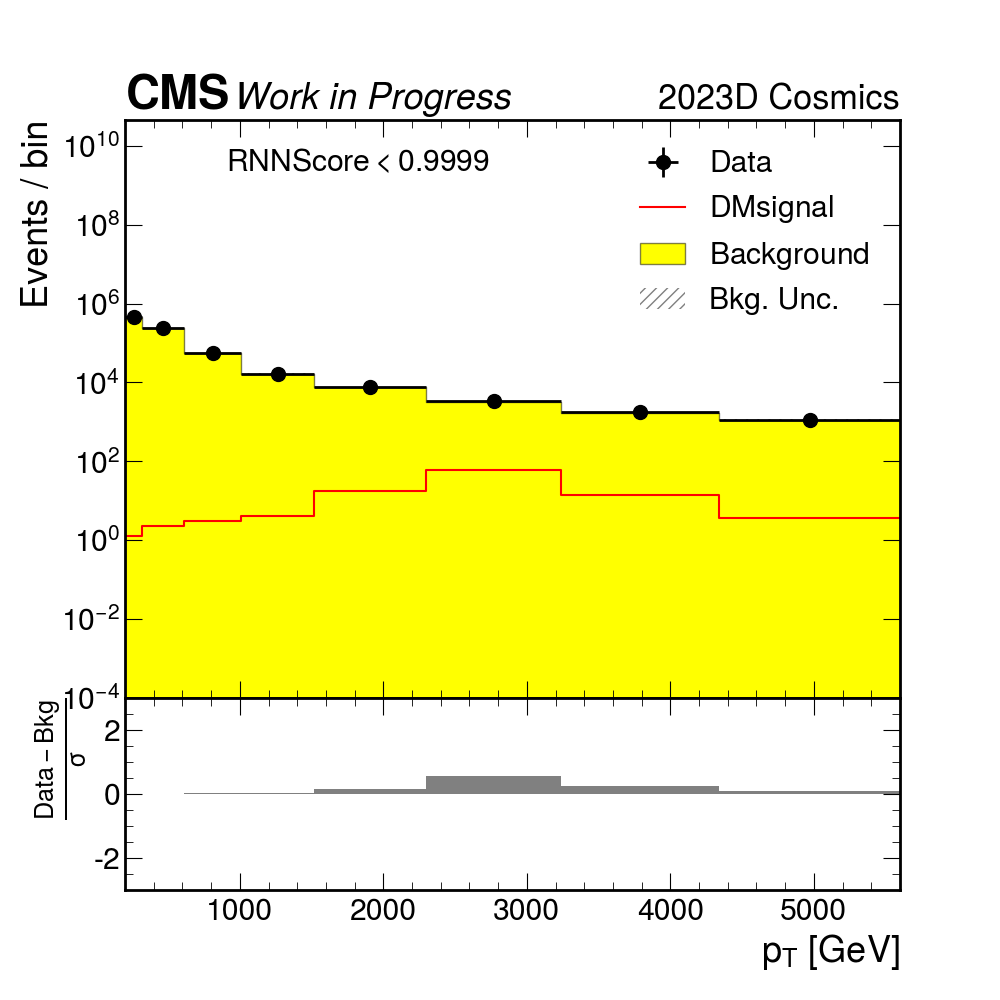 CMS Work in Progress 2023D Cosmics
Events / bin
RNNScore < 0.9999
Data
DMsignal
Background
Bkg. Unc.
10^10
10^8
10^6
10^4
10^2
10^0
10^−2
10^−4
Data − Bkg
σ
2
0
-2
1000 2000 3000 4000 5000
p_T [GeV]